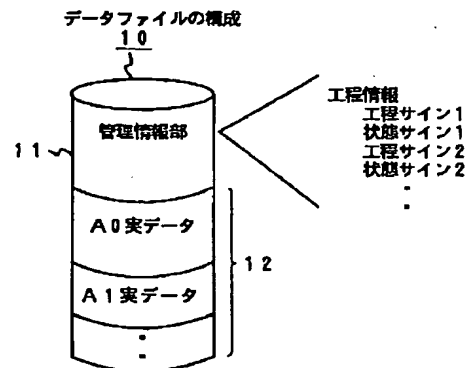 データファイルの構成
10
管理情報部
11
A0実データ
12
A1実データ
:
工程情報
工程サイン1
状態サイン1
工程サイン2
状態サイン2
: